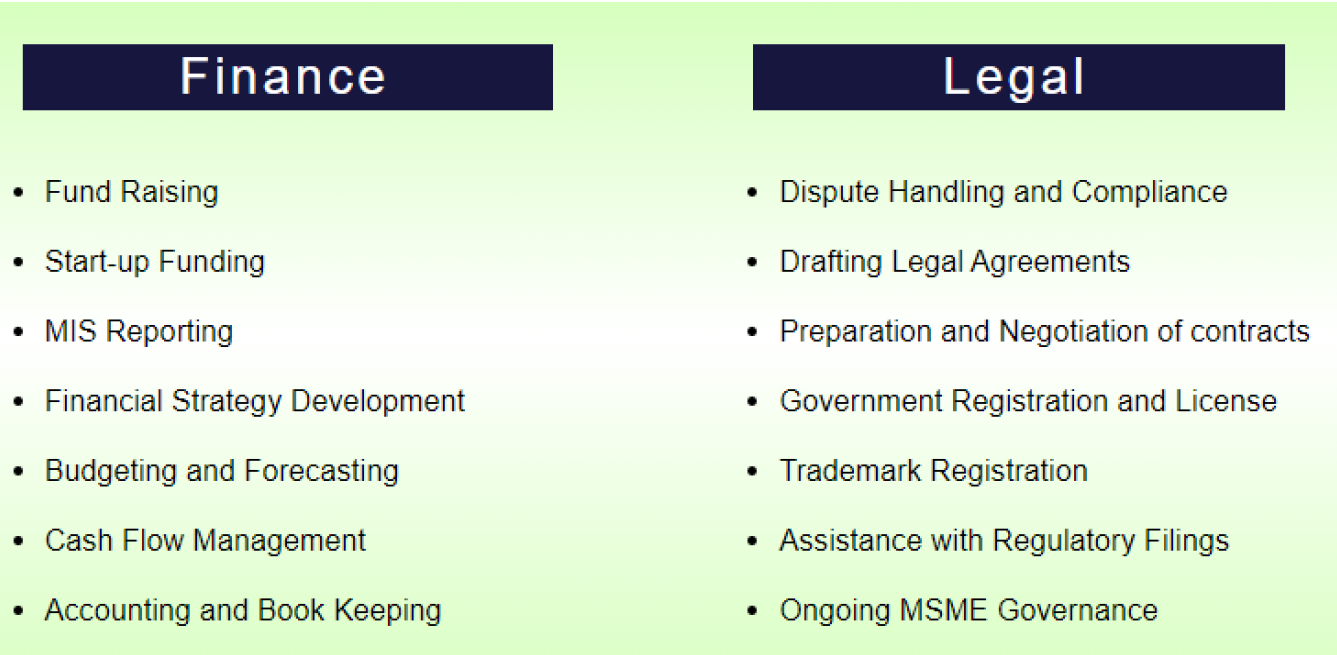 Finance
Fund Raising
Start-up Funding
MIS Reporting
Financial Strategy Development
Budgeting and Forecasting
Cash Flow Management
Accounting and Book Keeping
Legal
Dispute Handling and Compliance
Drafting Legal Agreements
Preparation and Negotiation of contracts
Government Registration and License
Trademark Registration
Assistance with Regulatory Filings
Ongoing MSME Governance